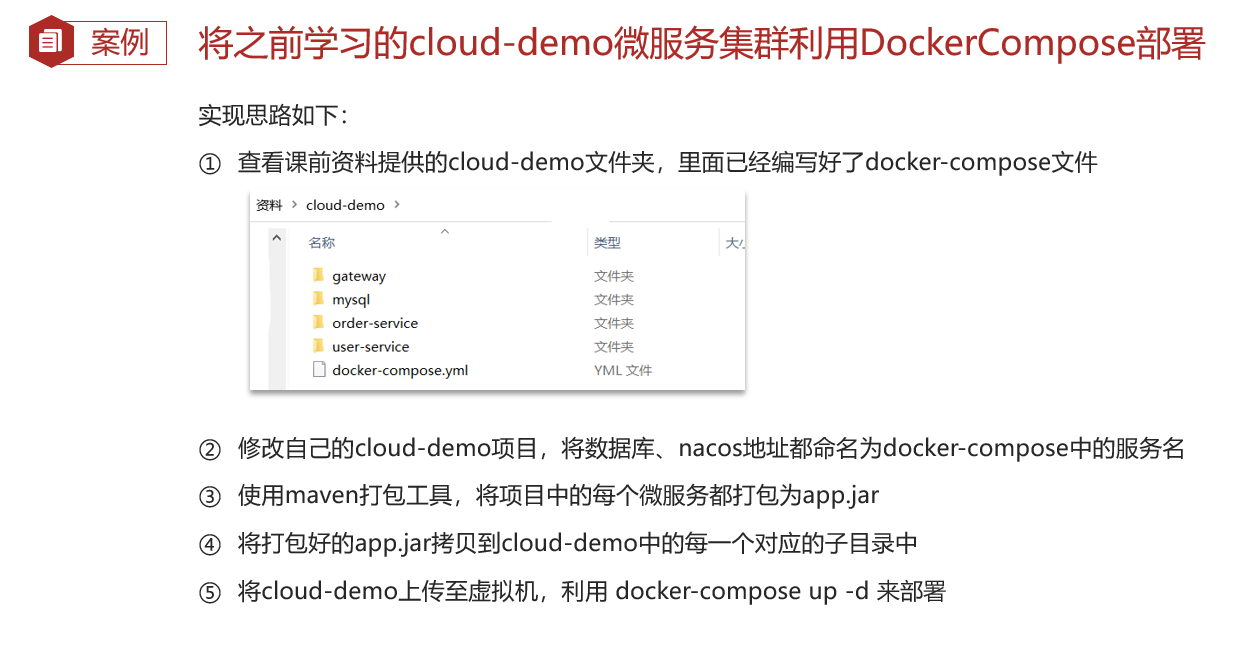 案例
将之前学习的cloud-demo微服务集群利用DockerCompose部署
实现思路如下：
① 查看课前资料提供的cloud-demo文件夹，里面已经编写好了docker-compose文件
资料 > cloud-demo >
名称 类型 大小
gateway 文件夹
mysql 文件夹
order-service 文件夹
user-service 文件夹
docker-compose.yml YML 文件
② 修改自己的cloud-demo项目，将数据库、nacos地址都命名为docker-compose中的服务名
③ 使用maven打包工具，将项目中的每个微服务都打包为app.jar
④ 将打包好的app.jar拷贝到cloud-demo中的每一个对应的子目录中
⑤ 将cloud-demo上传至虚拟机，利用 docker-compose up -d 来部署